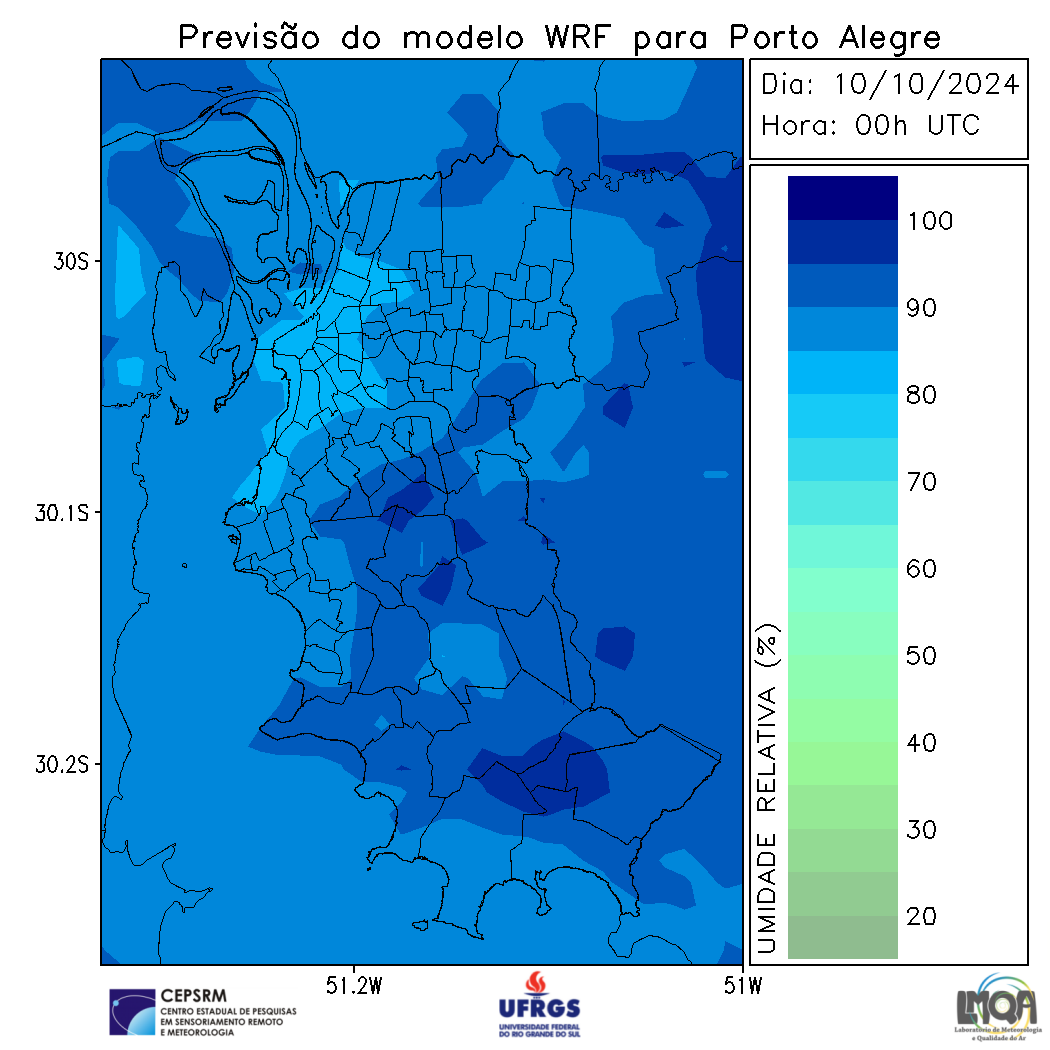 Previsão do modelo WRF para Porto Alegre
Dia: 10/10/2024
Hora: 00h UTC
30S
30.1S
30.2S
51.2W
51W
100
90
80
70
60
50
40
30
20
UMIDADE RELATIVA (%)
CEPSRM
CENTRO ESTADUAL DE PESQUISAS
EM SENSORIAMENTO REMOTO
E METEOROLOGIA
UFRGS
UNIVERSIDADE FEDERAL
DO RIO GRANDE DO SUL
LMQA
Laboratório de Meteorologia
e Qualidade do Ar